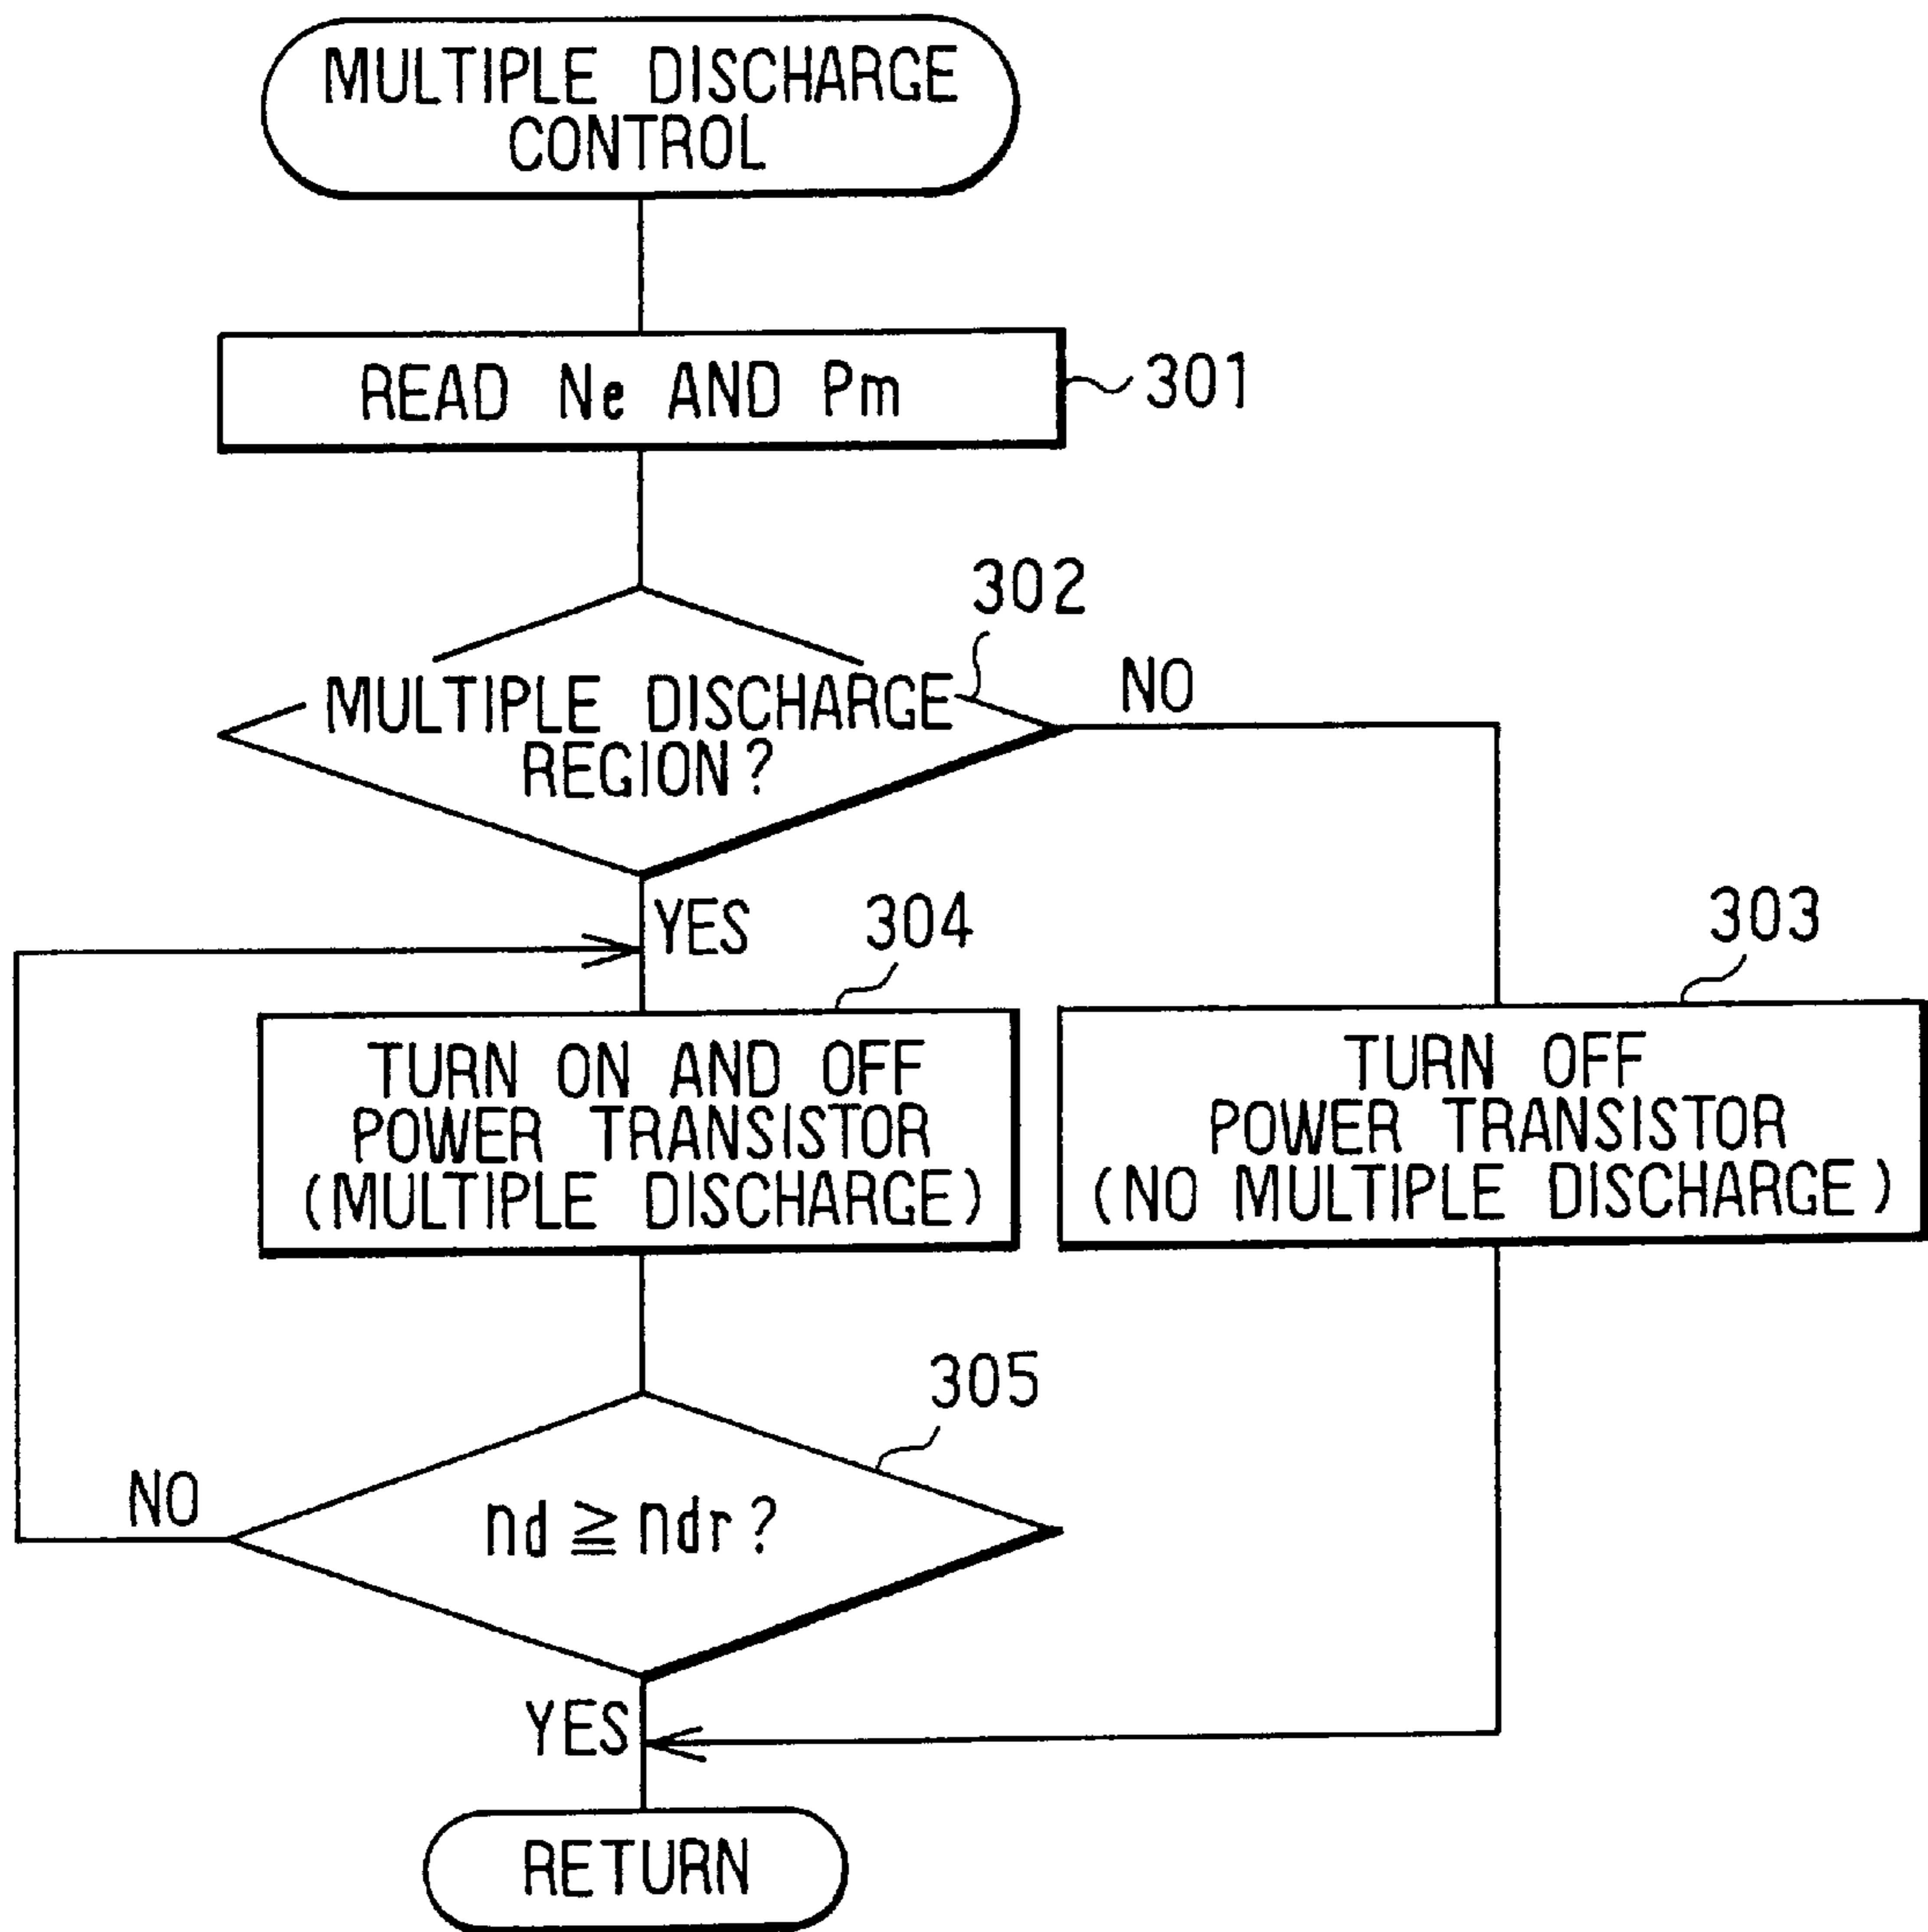 MULTIPLE DISCHARGE
CONTROL
READ Ne AND Pm
301
302
MULTIPLE DISCHARGE
REGION?
NO
YES
304
303
TURN ON AND OFF
POWER TRANSISTOR
(MULTIPLE DISCHARGE)
TURN OFF
POWER TRANSISTOR
(NO MULTIPLE DISCHARGE)
305
NO
nd ≧ ndr?
YES
RETURN